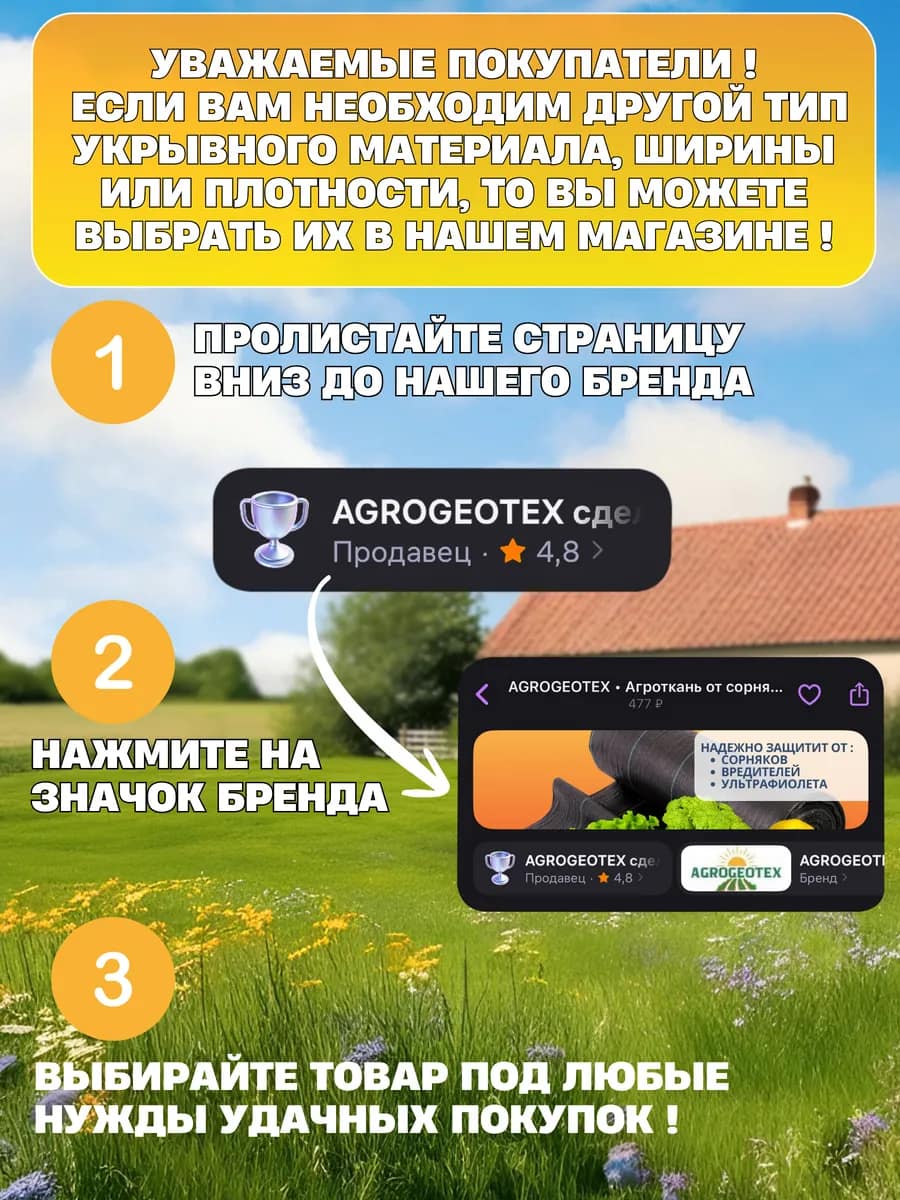 УВАЖАЕМЫЕ ПОКУПАТЕЛИ !
ЕСЛИ ВАМ НЕОБХОДИМ ДРУГОЙ ТИП
УКРЫВНОГО МАТЕРИАЛА, ШИРИНЫ
ИЛИ ПЛОТНОСТИ, ТО ВЫ МОЖЕТЕ
ВЫБРАТЬ ИХ В НАШЕМ МАГАЗИНЕ !
1
ПРОЛИСТАЙТЕ СТРАНИЦУ
ВНИЗ ДО НАШЕГО БРЕНДА
AGROGEOTEX сде
Продавец · 4,8 >
2
НАЖМИТЕ НА
ЗНАЧОК БРЕНДА
AGROGEOTEX • Агроткань от сорня...
477 ₽
НАДЕЖНО ЗАЩИТИТ ОТ :
• СОРНЯКОВ
• ВРЕДИТЕЛЕЙ
• УЛЬТРАФИОЛЕТА
AGROGEOTEX сде
Продавец · 4,8 >
AGROGEOTEX
AGROGEOT
Бренд >
3
ВЫБИРАЙТЕ ТОВАР ПОД ЛЮБЫЕ
НУЖДЫ УДАЧНЫХ ПОКУПОК !